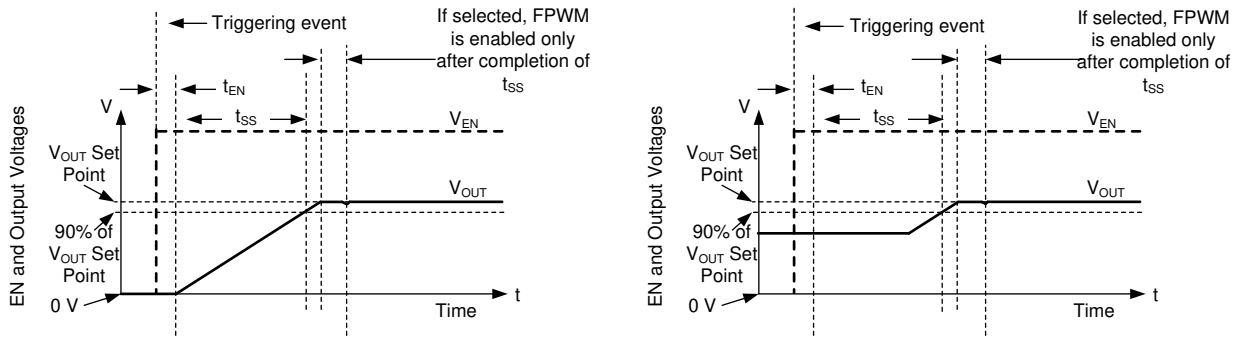 Triggering event
If selected, FPWM
is enabled only
after completion of
tSS
tEN
V
tSS
VEN
EN and Output Voltages
VOUT Set
Point
VOUT
90% of
VOUT Set
Point
0 V
t
Time
Triggering event
If selected, FPWM
is enabled only
after completion of
tSS
tEN
V
tSS
VEN
EN and Output Voltages
VOUT Set
Point
VOUT
90% of
VOUT Set
Point
0 V
t
Time